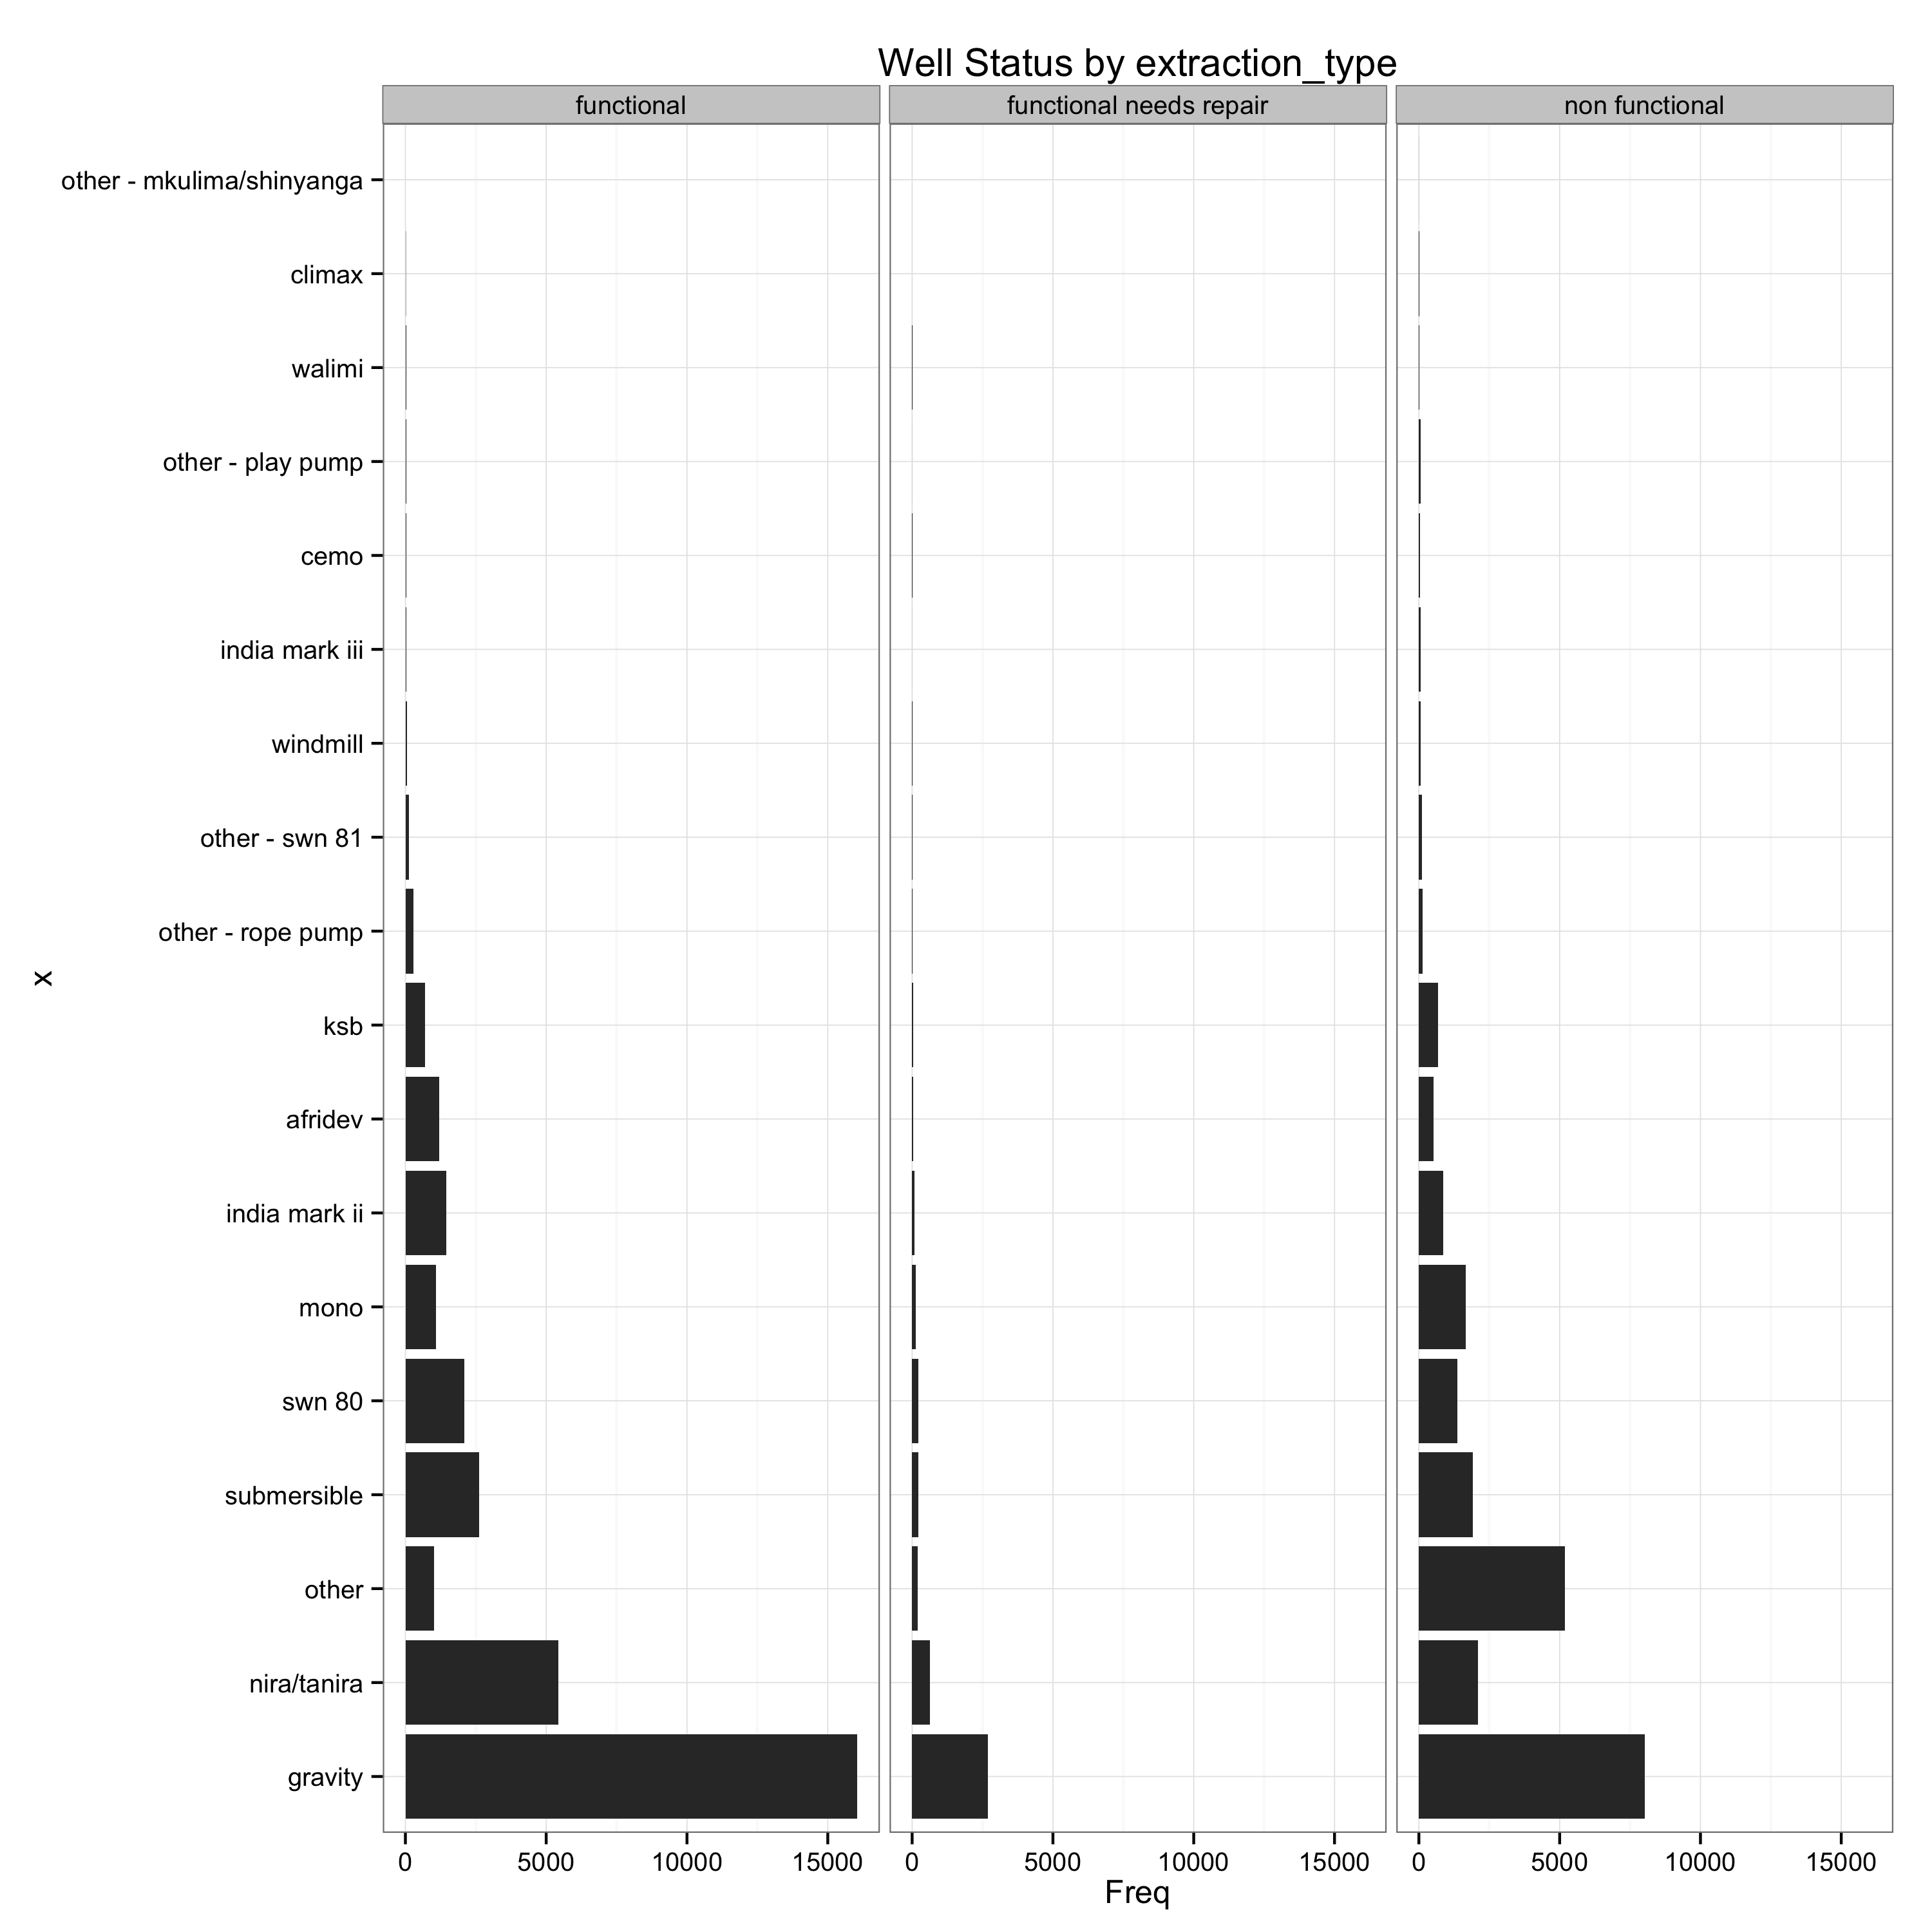 Well Status by extraction_type
functional
functional needs repair
non functional
other - mkulima/shinyanga
climax
walimi
other - play pump
cemo
india mark iii
windmill
other - swn 81
other - rope pump
ksb
afridev
india mark ii
mono
swn 80
submersible
other
nira/tanira
gravity
x
0 5000 10000 15000
0 5000 10000 15000
0 5000 10000 15000
Freq